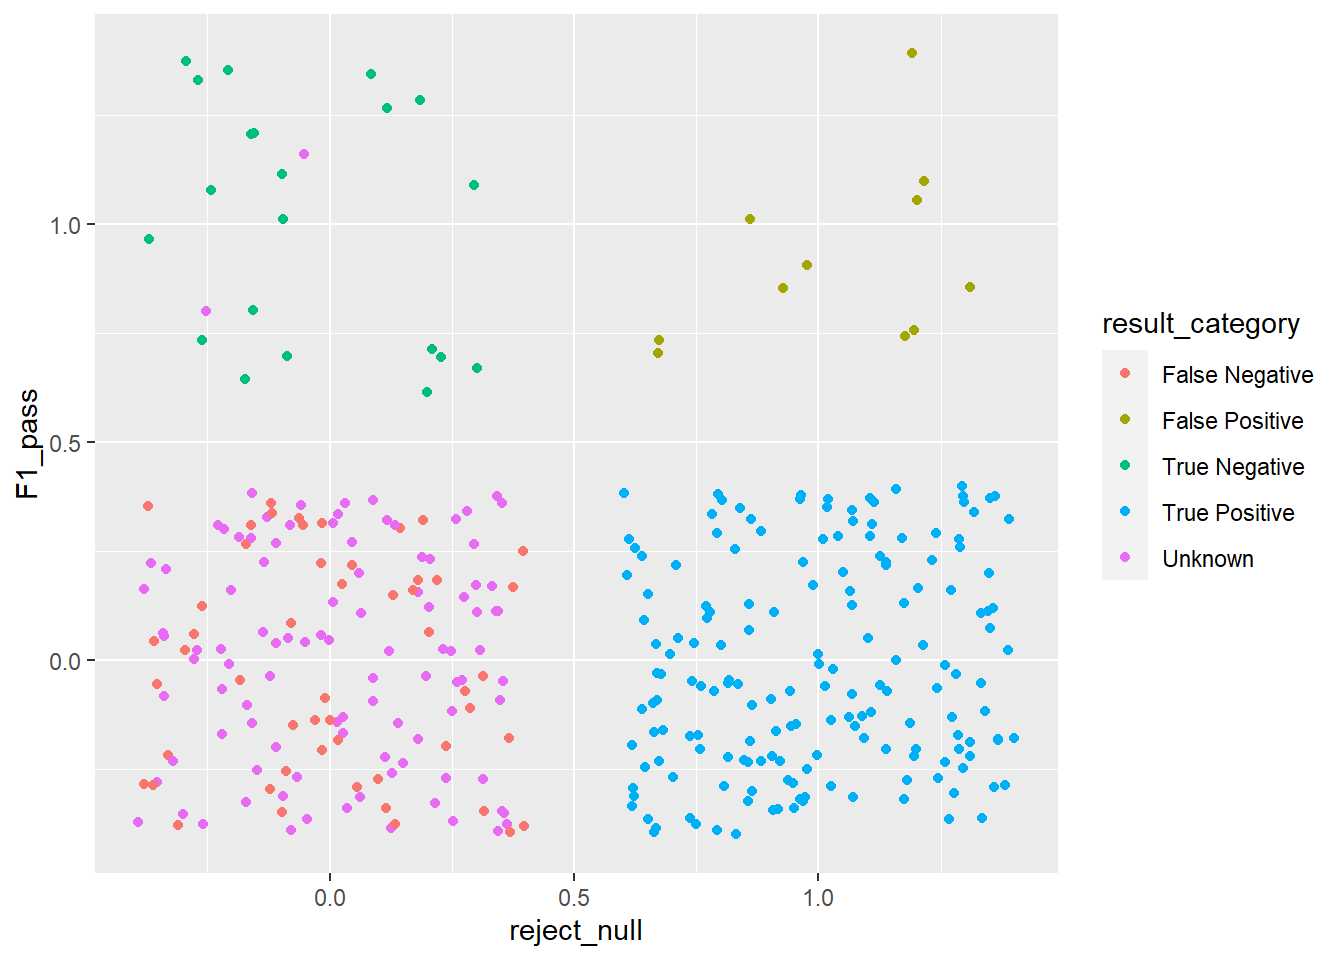 1.0
0.5
0.0
F1_pass
0.0
0.5
1.0
reject_null
result_category
False Negative
False Positive
True Negative
True Positive
Unknown